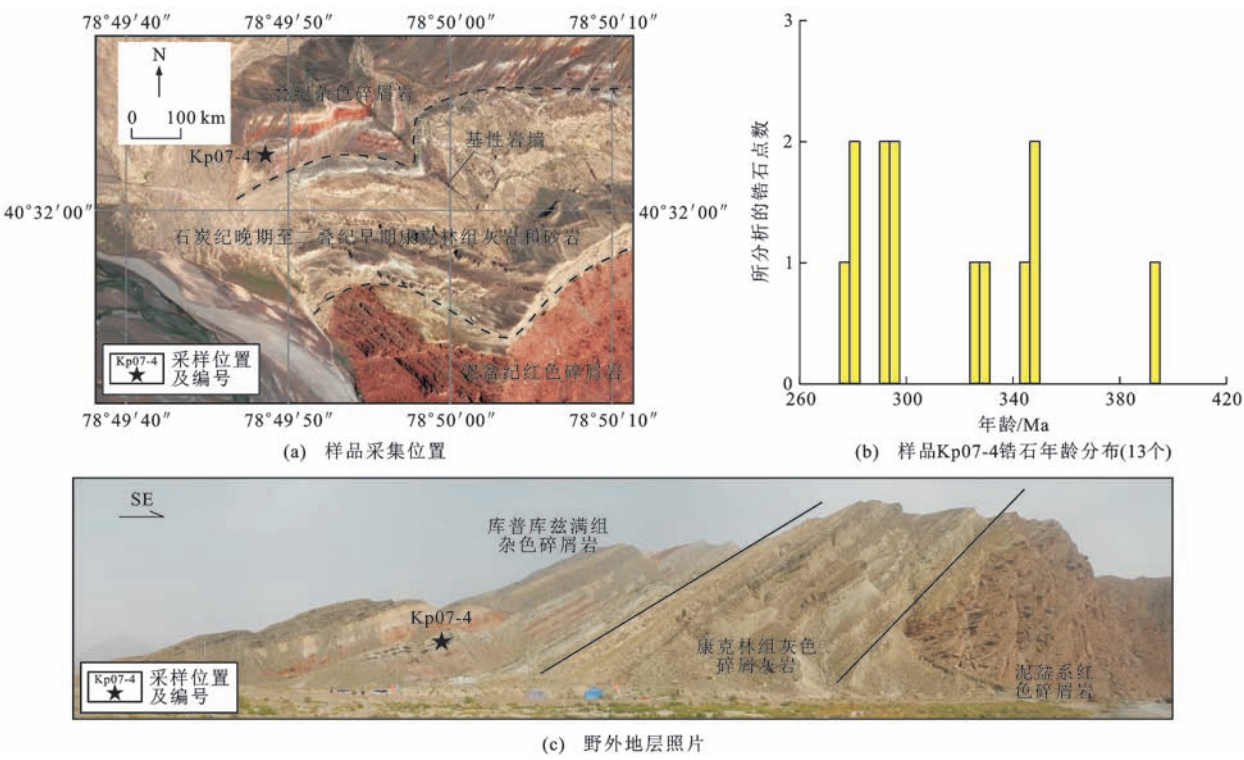 78°49′40″ 78°49′50″ 78°50′00″ 78°50′10″
N
0 100 km
二叠纪杂色碎屑岩
Kp07-4
基性岩墙
40°32′00″ 40°32′00″
石炭纪晚期至二叠纪早期康克林组灰岩和砂岩
泥盆纪红色碎屑岩
Kp07-4 采样位置
及编号
78°49′40″ 78°49′50″ 78°50′00″ 78°50′10″
(a) 样品采集位置
所分析的锆石点数
3
2
1
0
260 300 340 380 420
年龄/Ma
(b) 样品Kp07-4锆石年龄分布(13个)
SE
库普库兹满组
杂色碎屑岩
Kp07-4
康克林组灰色
碎屑灰岩
泥盆系红
色碎屑岩
Kp07-4 采样位置
及编号
(c) 野外地层照片